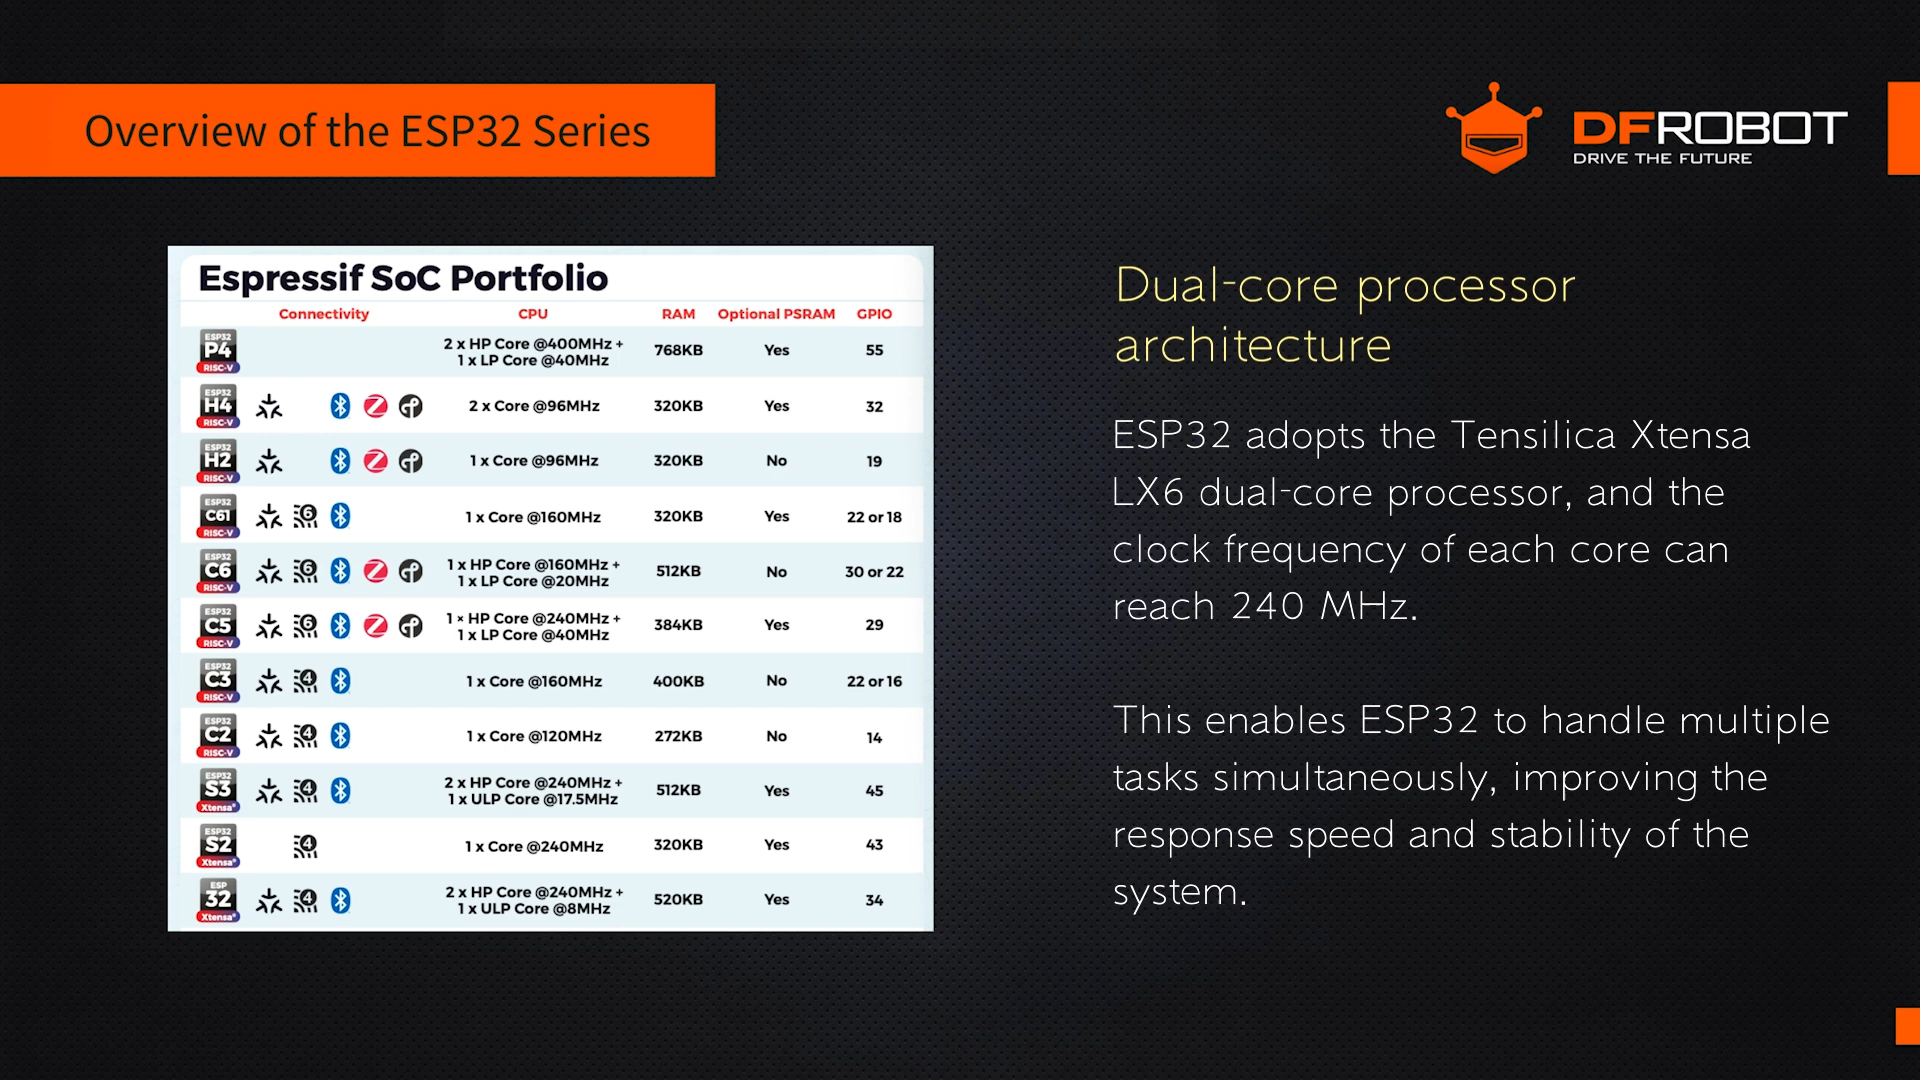 Overview of the ESP32 Series
DFROBOT
DRIVE THE FUTURE
Espressif SoC Portfolio
Connectivity CPU RAM Optional PSRAM GPIO
ESP32 P4 RISC-V 2 x HP Core @400MHz + 1 x LP Core @40MHz 768KB Yes 55
ESP32 H4 RISC-V 2 x Core @96MHz 320KB Yes 32
ESP32 H2 RISC-V 1 x Core @96MHz 320KB No 19
ESP32 C61 RISC-V 6 1 x Core @160MHz 320KB Yes 22 or 18
ESP32 C6 RISC-V 6 1 x HP Core @160MHz + 1 x LP Core @20MHz 512KB No 30 or 22
ESP32 C5 RISC-V 6 1 × HP Core @240MHz + 1 x LP Core @40MHz 384KB Yes 29
ESP32 C3 RISC-V 4 1 x Core @160MHz 400KB No 22 or 16
ESP32 C2 RISC-V 4 1 x Core @120MHz 272KB No 14
ESP32 S3 Xtensa® 4 2 x HP Core @240MHz + 1 x ULP Core @17.5MHz 512KB Yes 45
ESP32 S2 Xtensa® 4 1 x Core @240MHz 320KB Yes 43
ESP 32 Xtensa® 4 2 x HP Core @240MHz + 1 x ULP Core @8MHz 520KB Yes 34
Dual-core processor
architecture
ESP32 adopts the Tensilica Xtensa
LX6 dual-core processor, and the
clock frequency of each core can
reach 240 MHz.
This enables ESP32 to handle multiple
tasks simultaneously, improving the
response speed and stability of the
system.